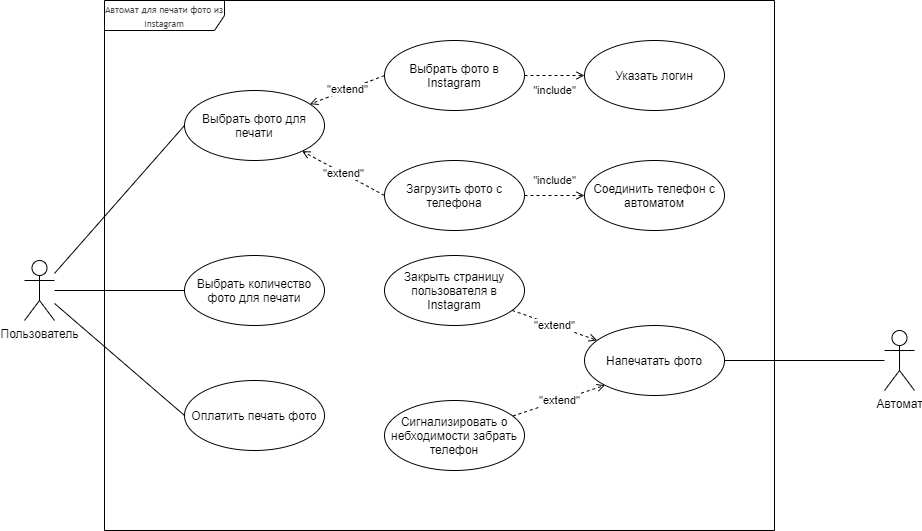 Автомат для печати фото из
Instagram
Выбрать фото в
Instagram
Указать логин
"extend"
"include"
Выбрать фото для
печати
"extend"
"include"
Загрузить фото с
телефона
Соединить телефон с
автоматом
Пользователь
Выбрать количество
фото для печати
Закрыть страницу
пользователя в
Instagram
"extend"
Напечатать фото
Автомат
"extend"
Оплатить печать фото
Сигнализировать о
небходимости забрать
телефон